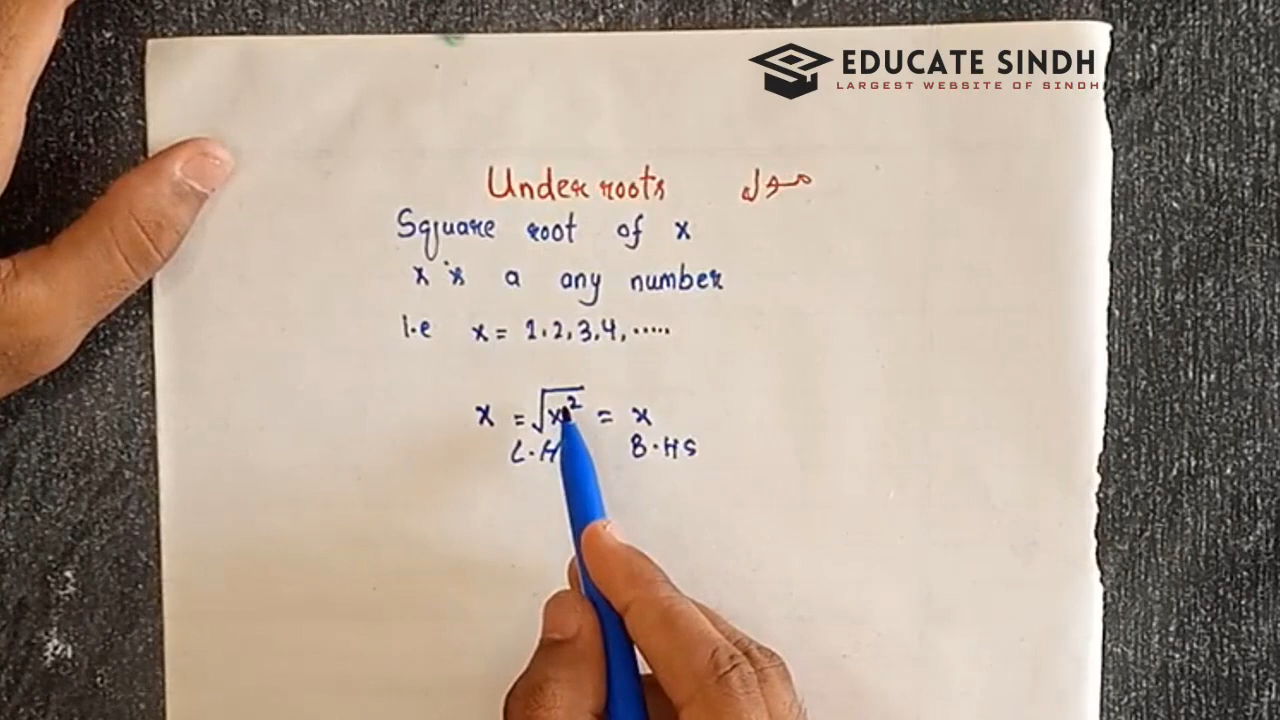 EDUCATE SINDH
LARGEST WEBSITE OF SINDH
Under roots مول
Square root of x
x is a any number
I.e x = 1.2,3,4,.....
x = √x² = x
L.H B.HS